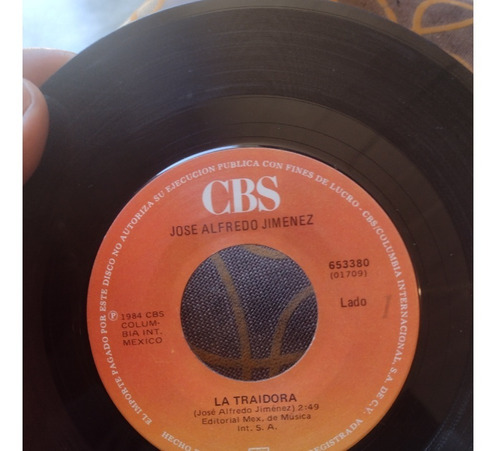 EL IMPORTE PAGADO POR ESTE DISCO NO AUTORIZA SU EJECUCION PUBLICA CON FINES DE LUCRO - CBS/COLUMBIA INTERNACIONAL, S.A. DE C.V.
CBS
JOSE ALFREDO JIMENEZ
653380
(01709)
Lado 1
℗ 1984 CBS
COLUM-
BIA INT.
MEXICO
LA TRAIDORA
(José Alfredo Jiménez) 2:49
Editorial Mex. de Música
Int. S. A.
HECHO
REGISTRADA